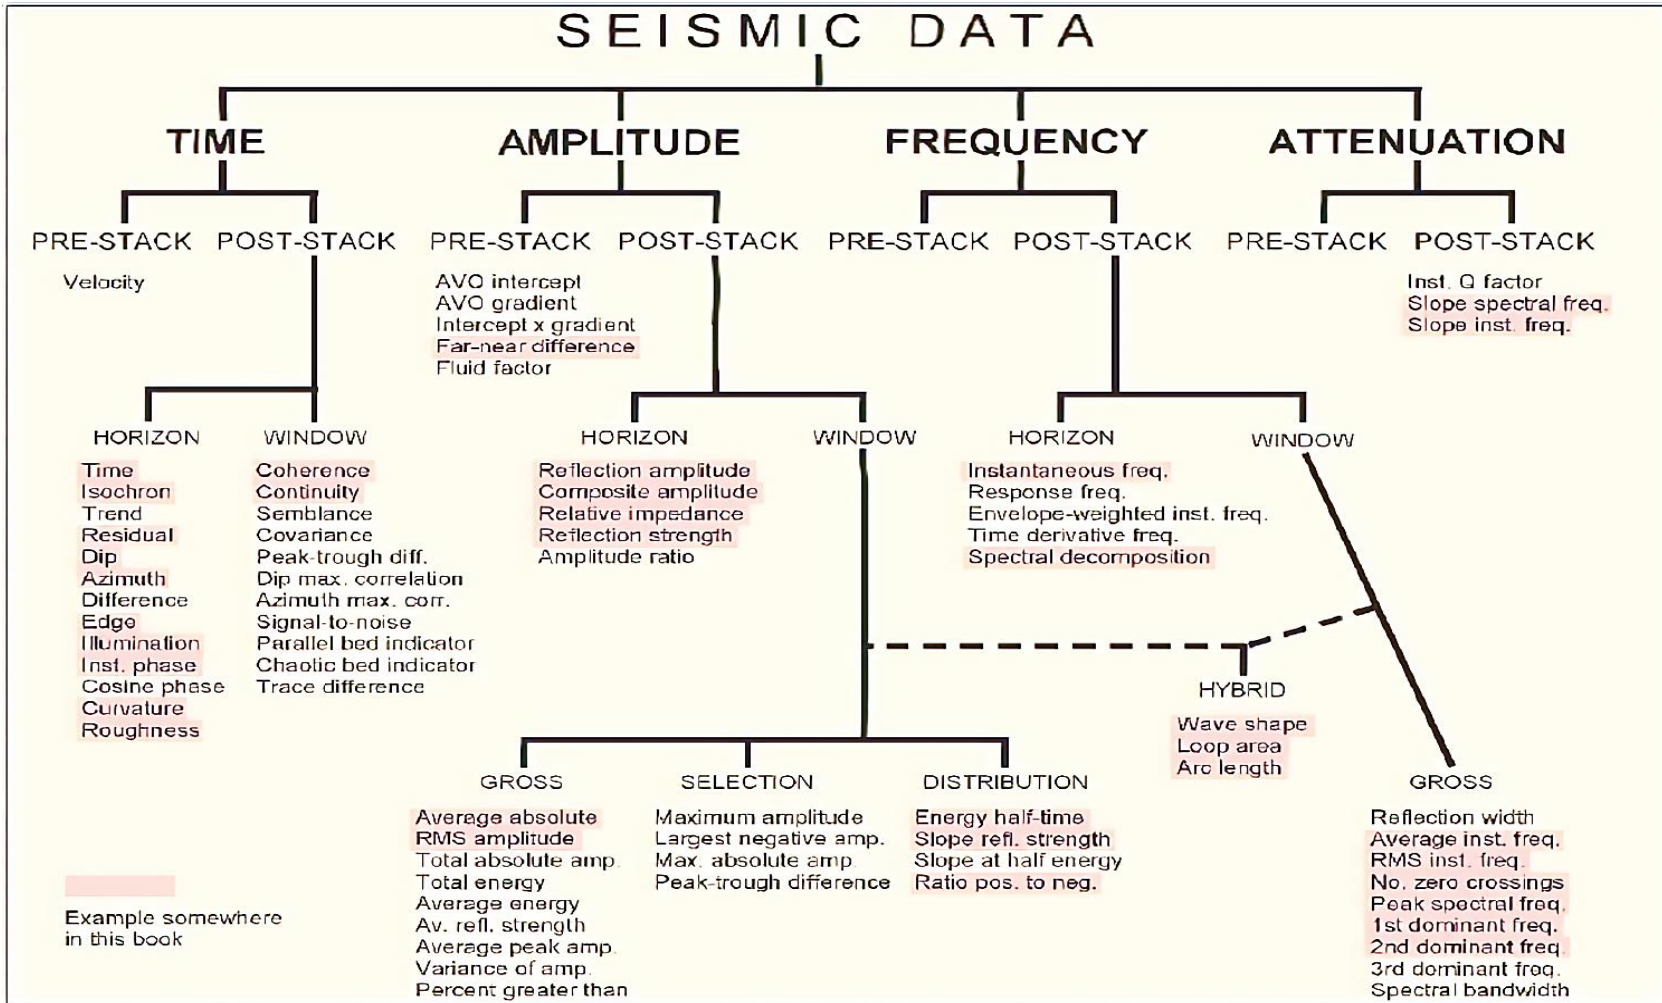 SEISMIC DATA
TIME
AMPLITUDE
FREQUENCY
ATTENUATION
PRE-STACK
POST-STACK
PRE-STACK
POST-STACK
PRE-STACK
POST-STACK
PRE-STACK
POST-STACK
Velocity
AVO intercept
AVO gradient
Intercept x gradient
Far-near difference
Fluid factor
Inst. Q factor
Slope spectral freq.
Slope inst. freq.
HORIZON
Time
Isochron
Trend
Residual
Dip
Azimuth
Difference
Edge
Illumination
Inst. phase
Cosine phase
Curvature
Roughness
WINDOW
Coherence
Continuity
Semblance
Covariance
Peak-trough diff.
Dip max. correlation
Azimuth max. corr.
Signal-to-noise
Parallel bed indicator
Chaotic bed indicator
Trace difference
HORIZON
Reflection amplitude
Composite amplitude
Relative impedance
Reflection strength
Amplitude ratio
WINDOW
HORIZON
Instantaneous freq.
Response freq.
Envelope-weighted inst. freq.
Time derivative freq.
Spectral decomposition
WINDOW
HYBRID
Wave shape
Loop area
Arc length
GROSS
Average absolute
RMS amplitude
Total absolute amp.
Total energy
Average energy
Av. refl. strength
Average peak amp.
Variance of amp.
Percent greater than
SELECTION
Maximum amplitude
Largest negative amp.
Max. absolute amp.
Peak-trough difference
DISTRIBUTION
Energy half-time
Slope refl. strength
Slope at half energy
Ratio pos. to neg.
GROSS
Reflection width
Average inst. freq.
RMS inst. freq.
No. zero crossings
Peak spectral freq.
1st dominant freq.
2nd dominant freq.
3rd dominant freq.
Spectral bandwidth
Example somewhere
in this book